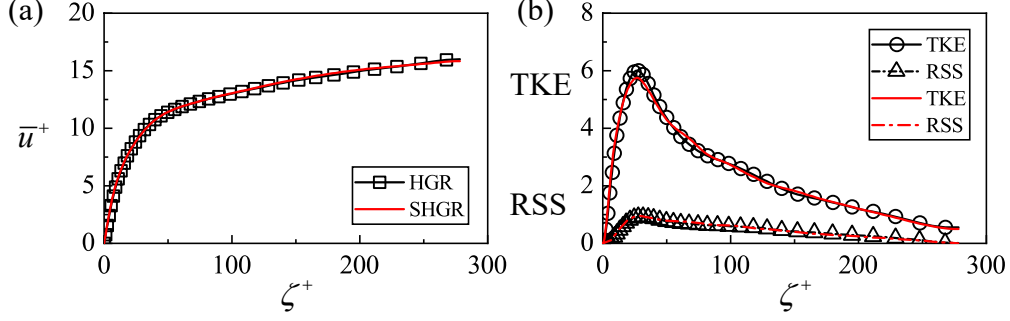 (a)
20
15
10
5
0
u̅⁺
0 100 200 300
ζ⁺
HGR
SHGR
(b)
8
6
4
2
0
TKE
RSS
0 100 200 300
ζ⁺
TKE
RSS
TKE
RSS